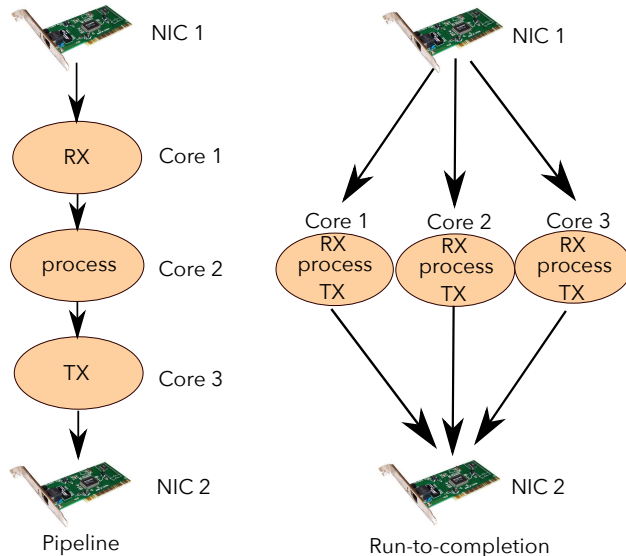 NIC 1
RX
Core 1
process
Core 2
TX
Core 3
NIC 2
Pipeline
NIC 1
Core 1
RX
process
TX
Core 2
RX
process
TX
Core 3
RX
process
TX
NIC 2
Run-to-completion